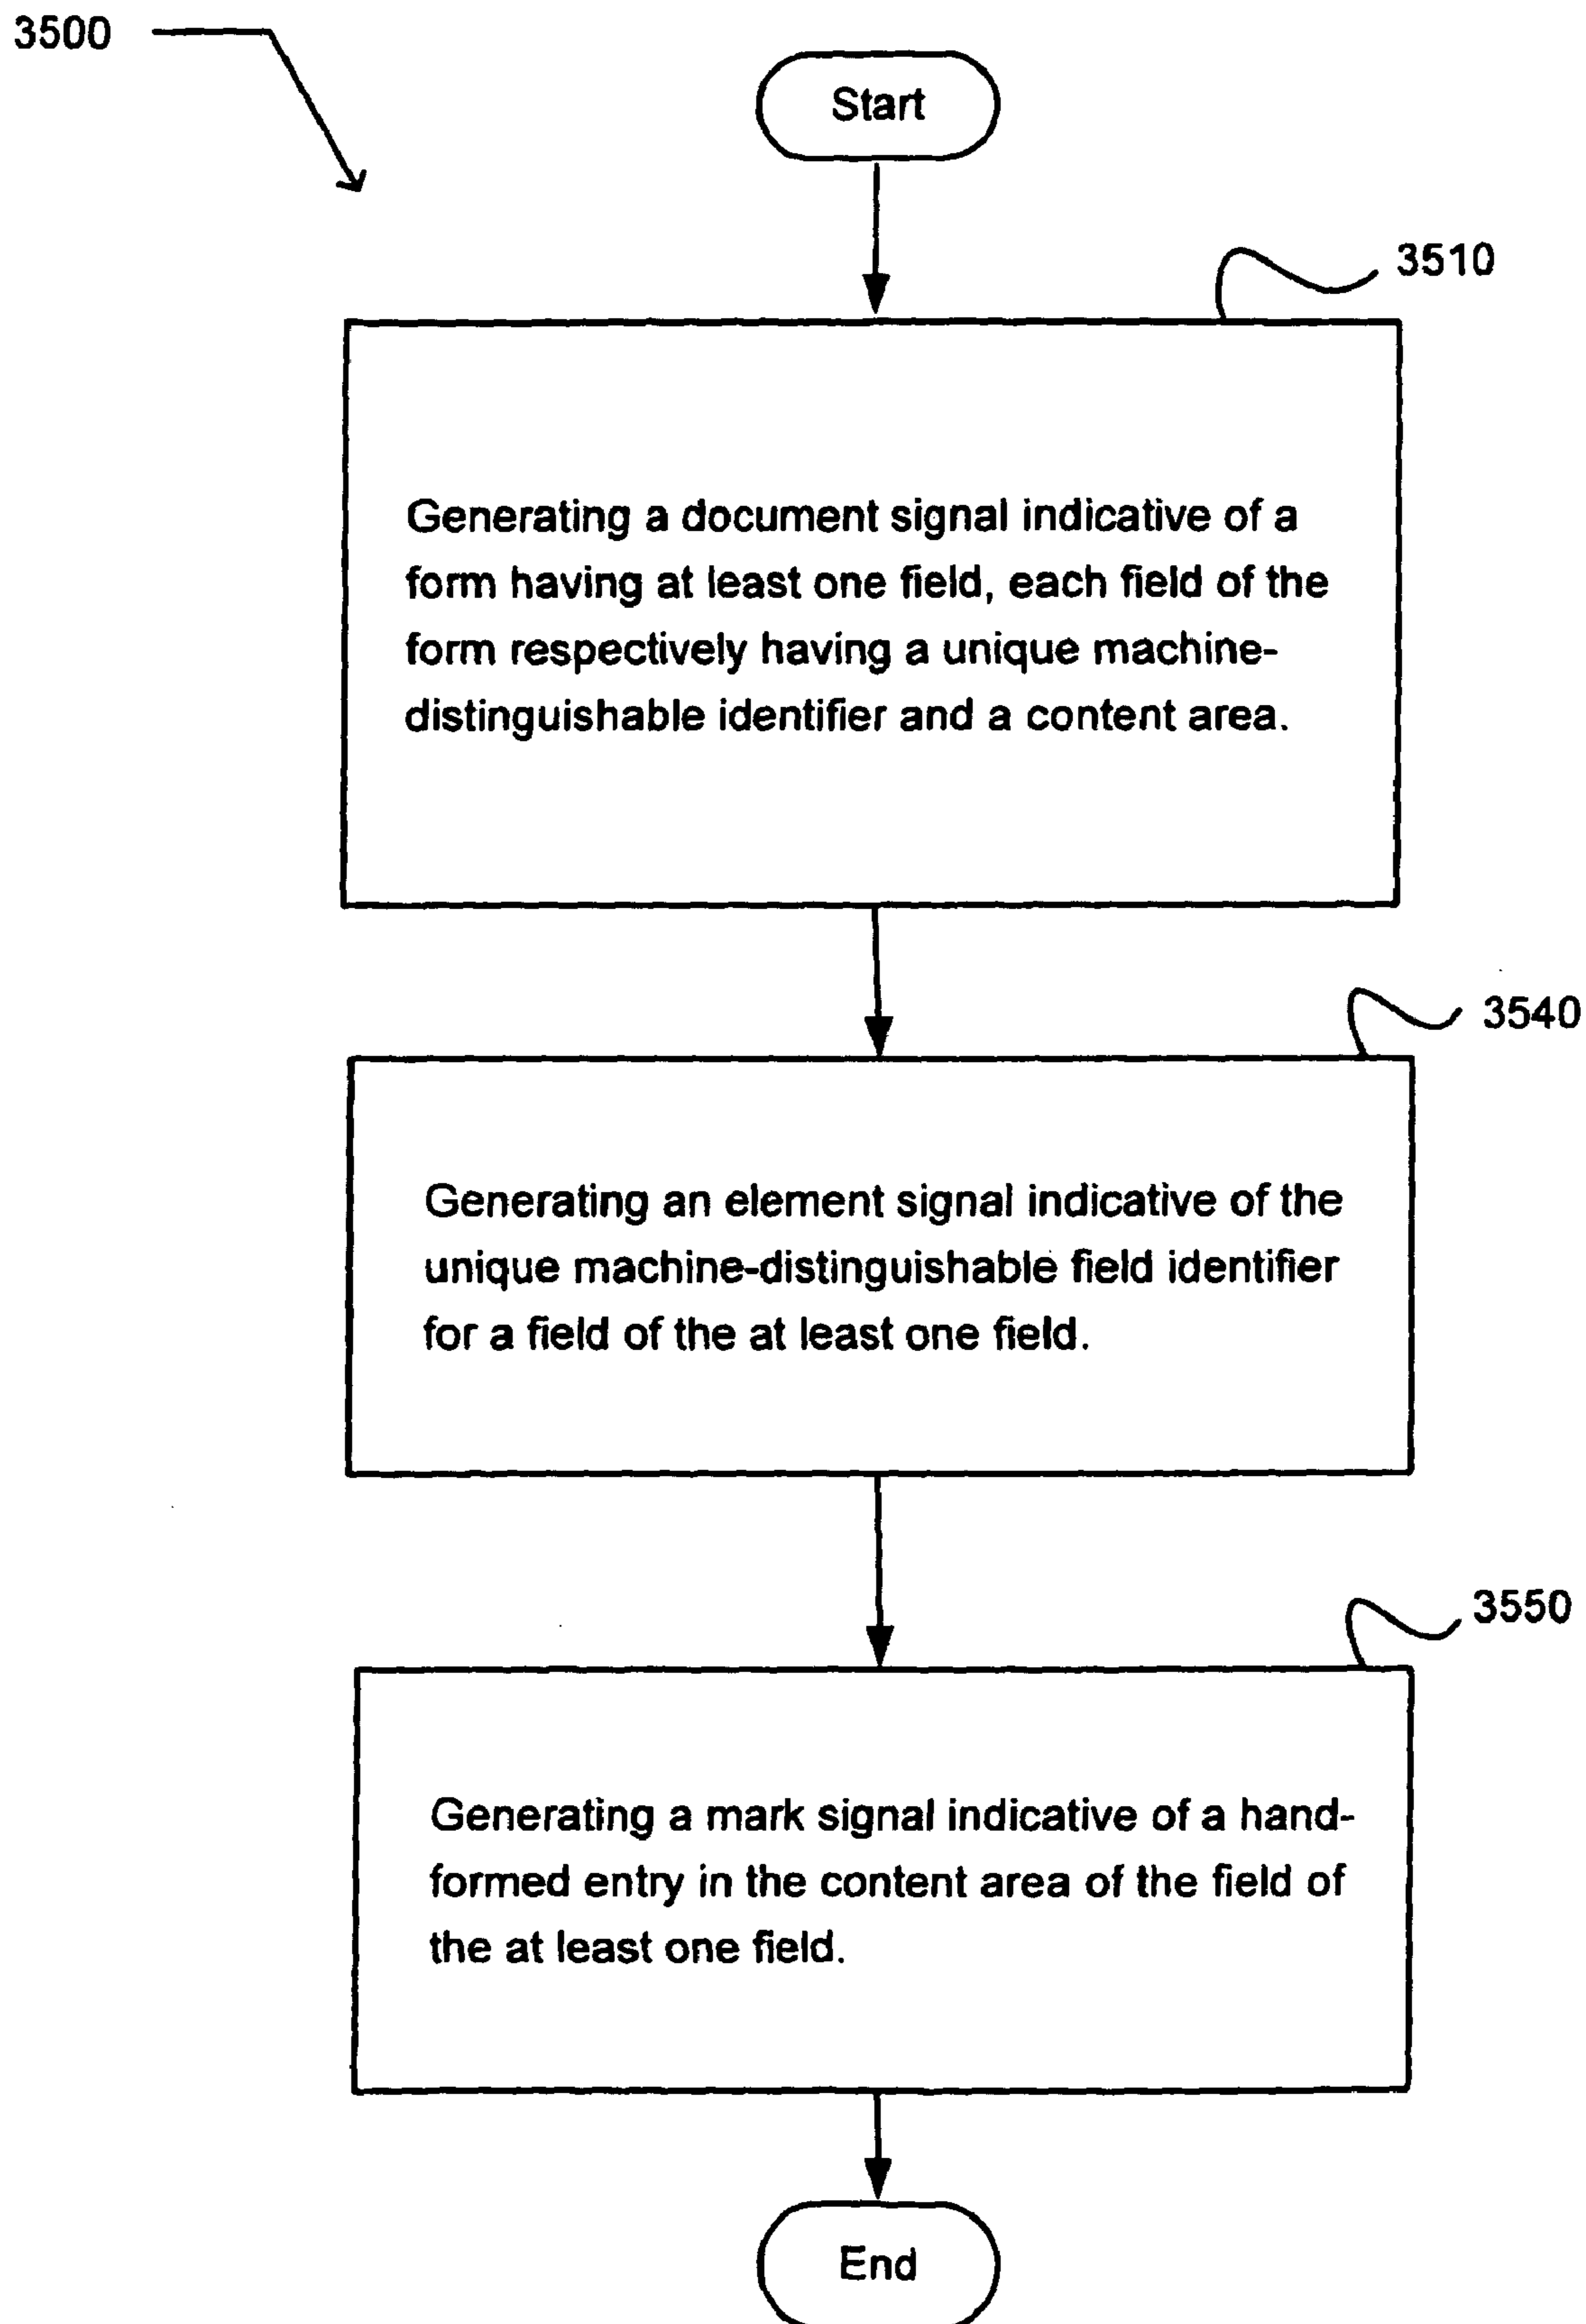 3500
Start
3510
Generating a document signal indicative of a
form having at least one field, each field of the
form respectively having a unique machine-
distinguishable identifier and a content area.
3540
Generating an element signal indicative of the
unique machine-distinguishable field identifier
for a field of the at least one field.
3550
Generating a mark signal indicative of a hand-
formed entry in the content area of the field of
the at least one field.
End